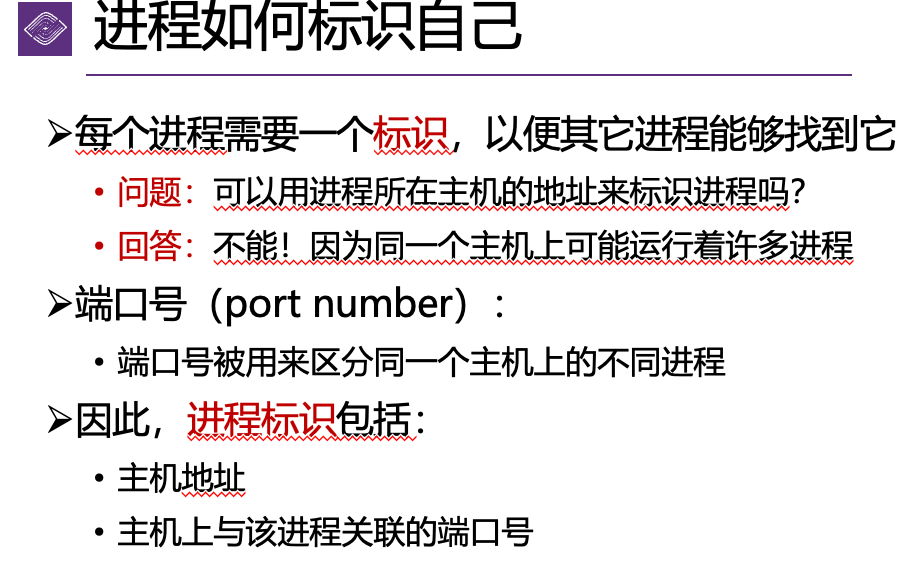 进程如何标识自己
➢每个进程需要一个标识，以便其它进程能够找到它
• 问题：可以用进程所在主机的地址来标识进程吗？
• 回答：不能！因为同一个主机上可能运行着许多进程
➢端口号（port number）：
• 端口号被用来区分同一个主机上的不同进程
➢因此，进程标识包括：
• 主机地址
• 主机上与该进程关联的端口号